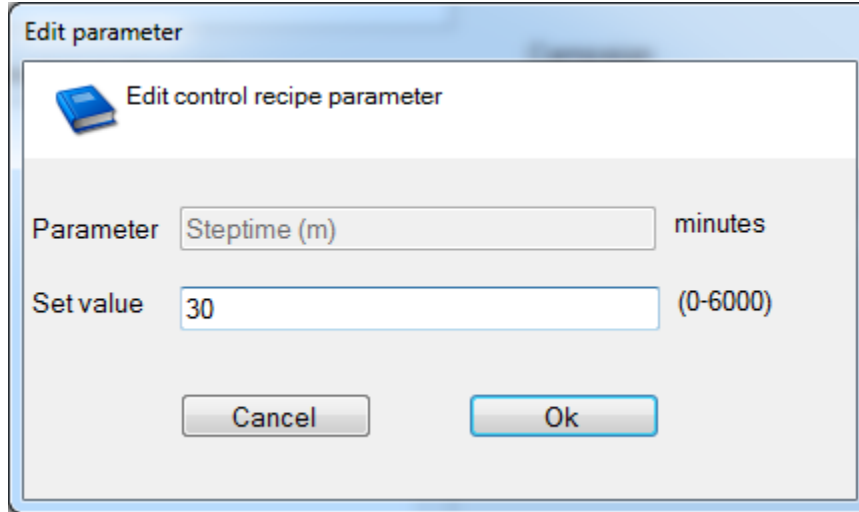 Edit parameter
Edit control recipe parameter
Parameter Steptime (m) minutes
Set value 30 (0-6000)
Cancel Ok